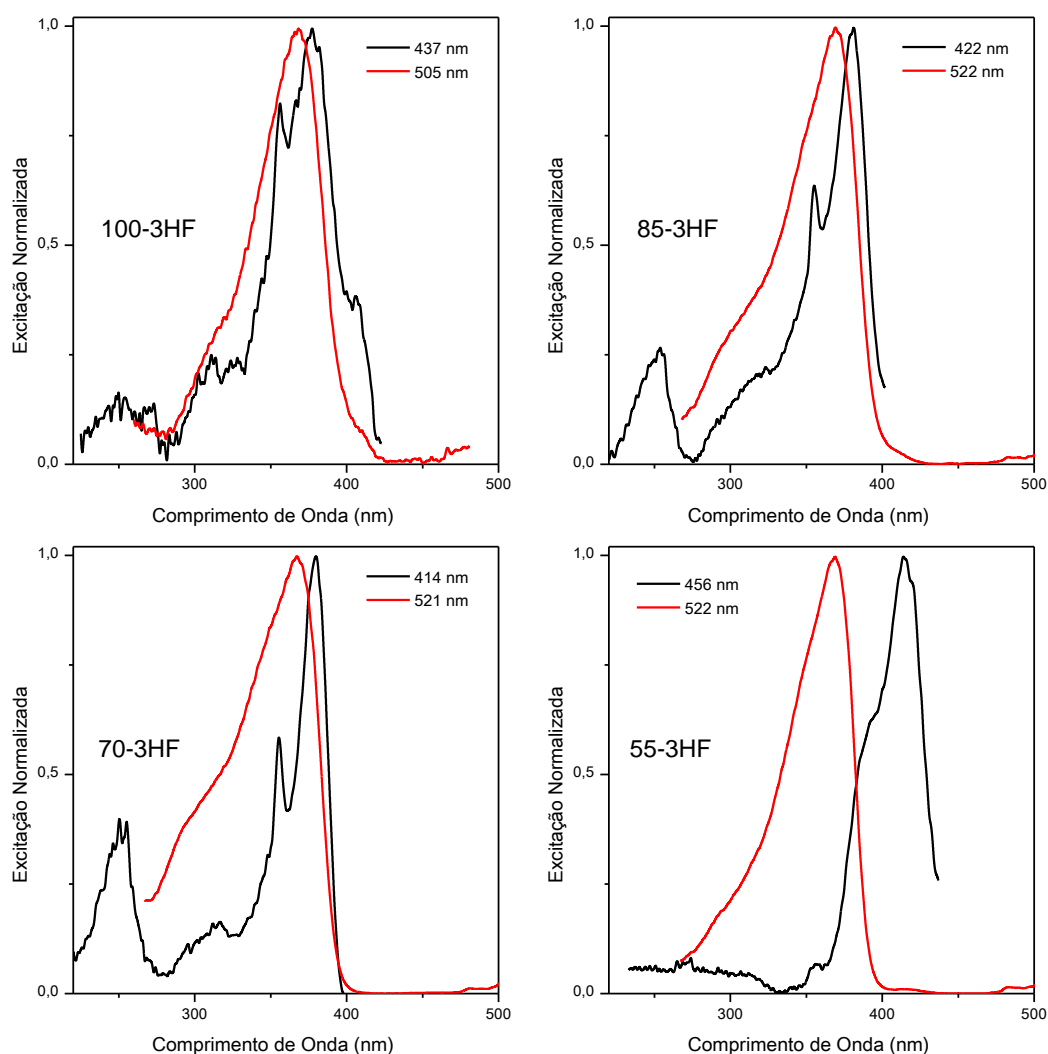 1,0
437 nm
505 nm
Excitação Normalizada
0,5
100-3HF
0,0
300
400
500
Comprimento de Onda (nm)
1,0
422 nm
522 nm
Excitação Normalizada
0,5
85-3HF
0,0
300
400
500
Comprimento de Onda (nm)
1,0
414 nm
521 nm
Excitação Normalizada
0,5
70-3HF
0,0
300
400
500
Comprimento de Onda (nm)
1,0
456 nm
522 nm
Excitação Normalizada
0,5
55-3HF
0,0
300
400
500
Comprimento de Onda (nm)